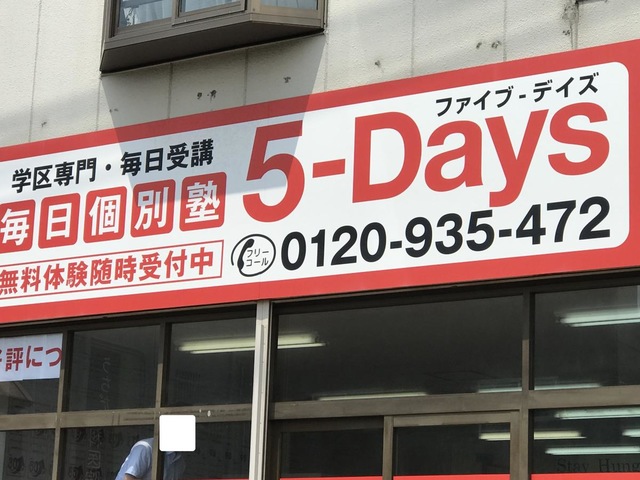 ファイブ-デイズ
学区専門・毎日受講
5-Days
毎日個別塾
フリーコール
0120-935-472
無料体験随時受付中
評につ
Stey Hung